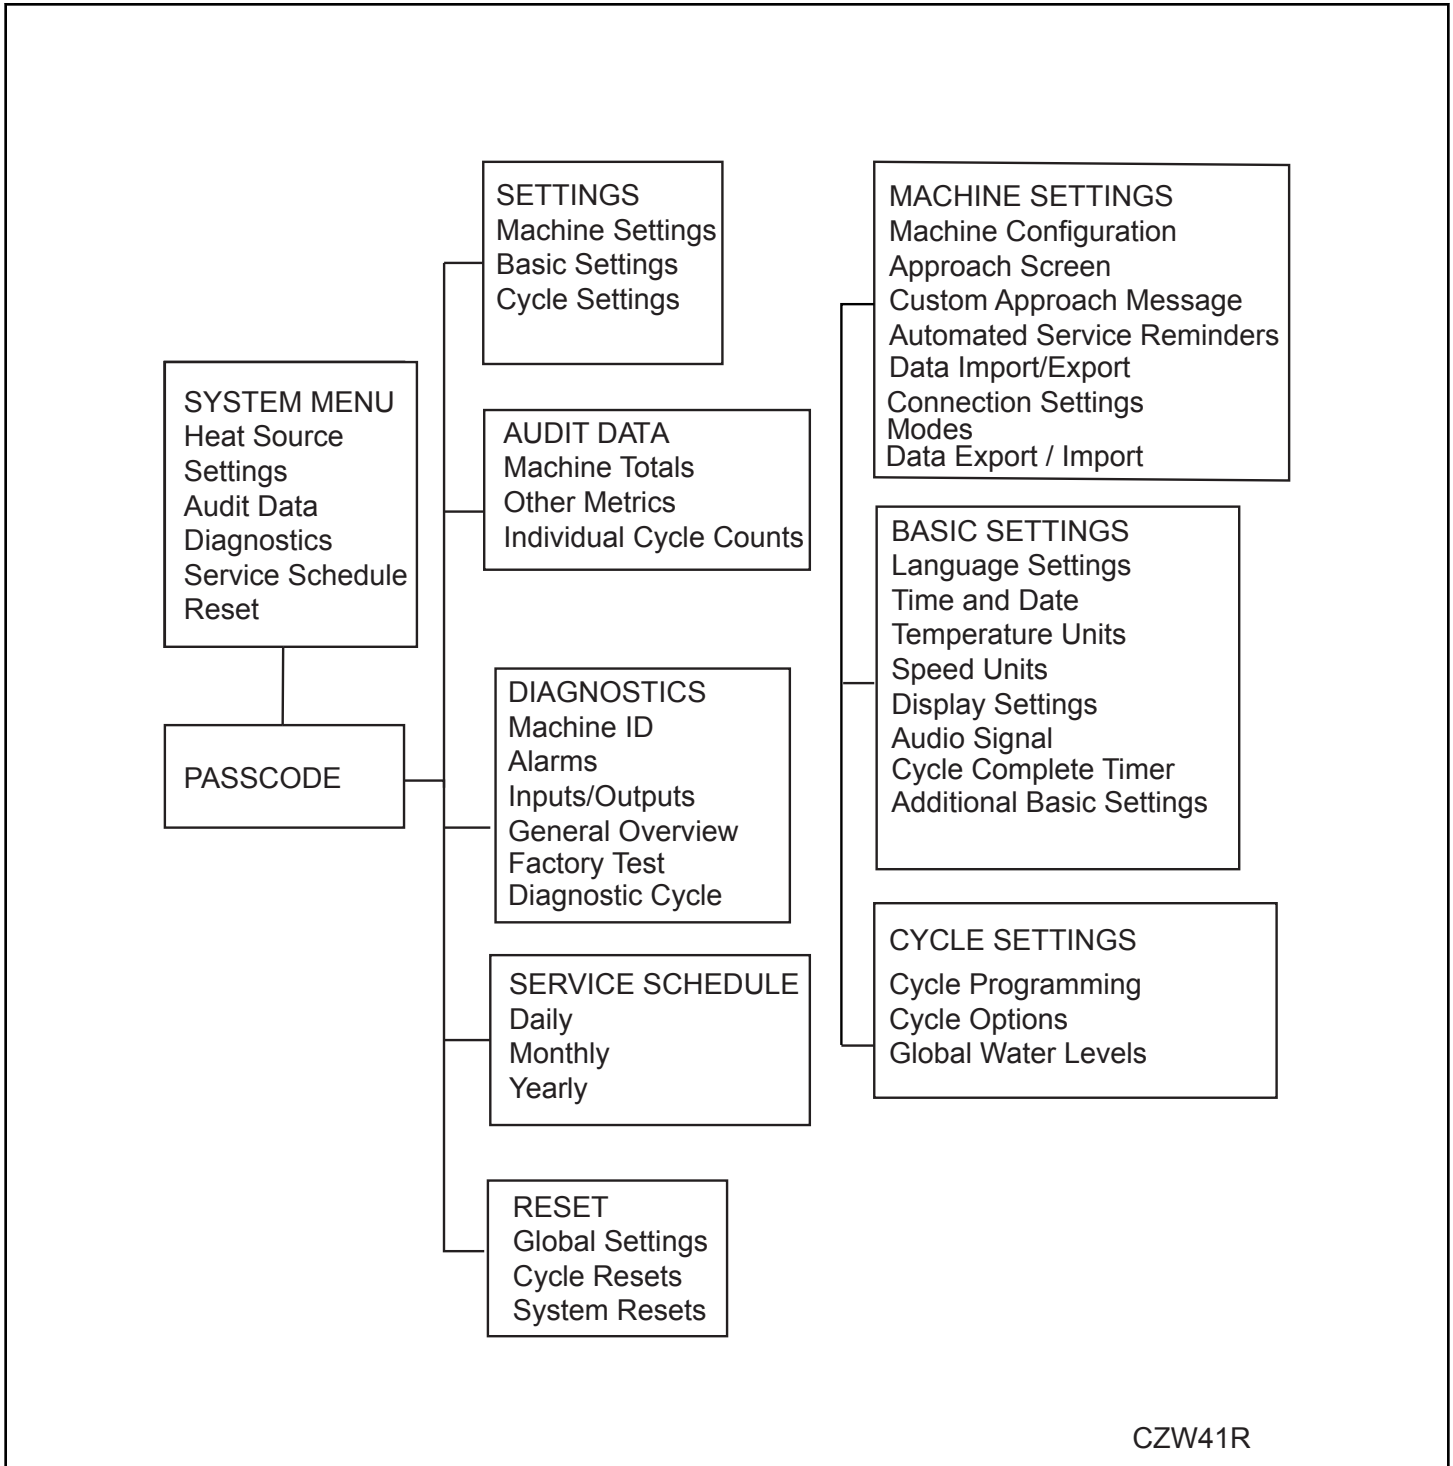 SYSTEM MENU
Heat Source
Settings
Audit Data
Diagnostics
Service Schedule
Reset
PASSCODE
SETTINGS
Machine Settings
Basic Settings
Cycle Settings
AUDIT DATA
Machine Totals
Other Metrics
Individual Cycle Counts
DIAGNOSTICS
Machine ID
Alarms
Inputs/Outputs
General Overview
Factory Test
Diagnostic Cycle
SERVICE SCHEDULE
Daily
Monthly
Yearly
RESET
Global Settings
Cycle Resets
System Resets
MACHINE SETTINGS
Machine Configuration
Approach Screen
Custom Approach Message
Automated Service Reminders
Data Import/Export
Connection Settings
Modes
Data Export / Import
BASIC SETTINGS
Language Settings
Time and Date
Temperature Units
Speed Units
Display Settings
Audio Signal
Cycle Complete Timer
Additional Basic Settings
CYCLE SETTINGS
Cycle Programming
Cycle Options
Global Water Levels
CZW41R